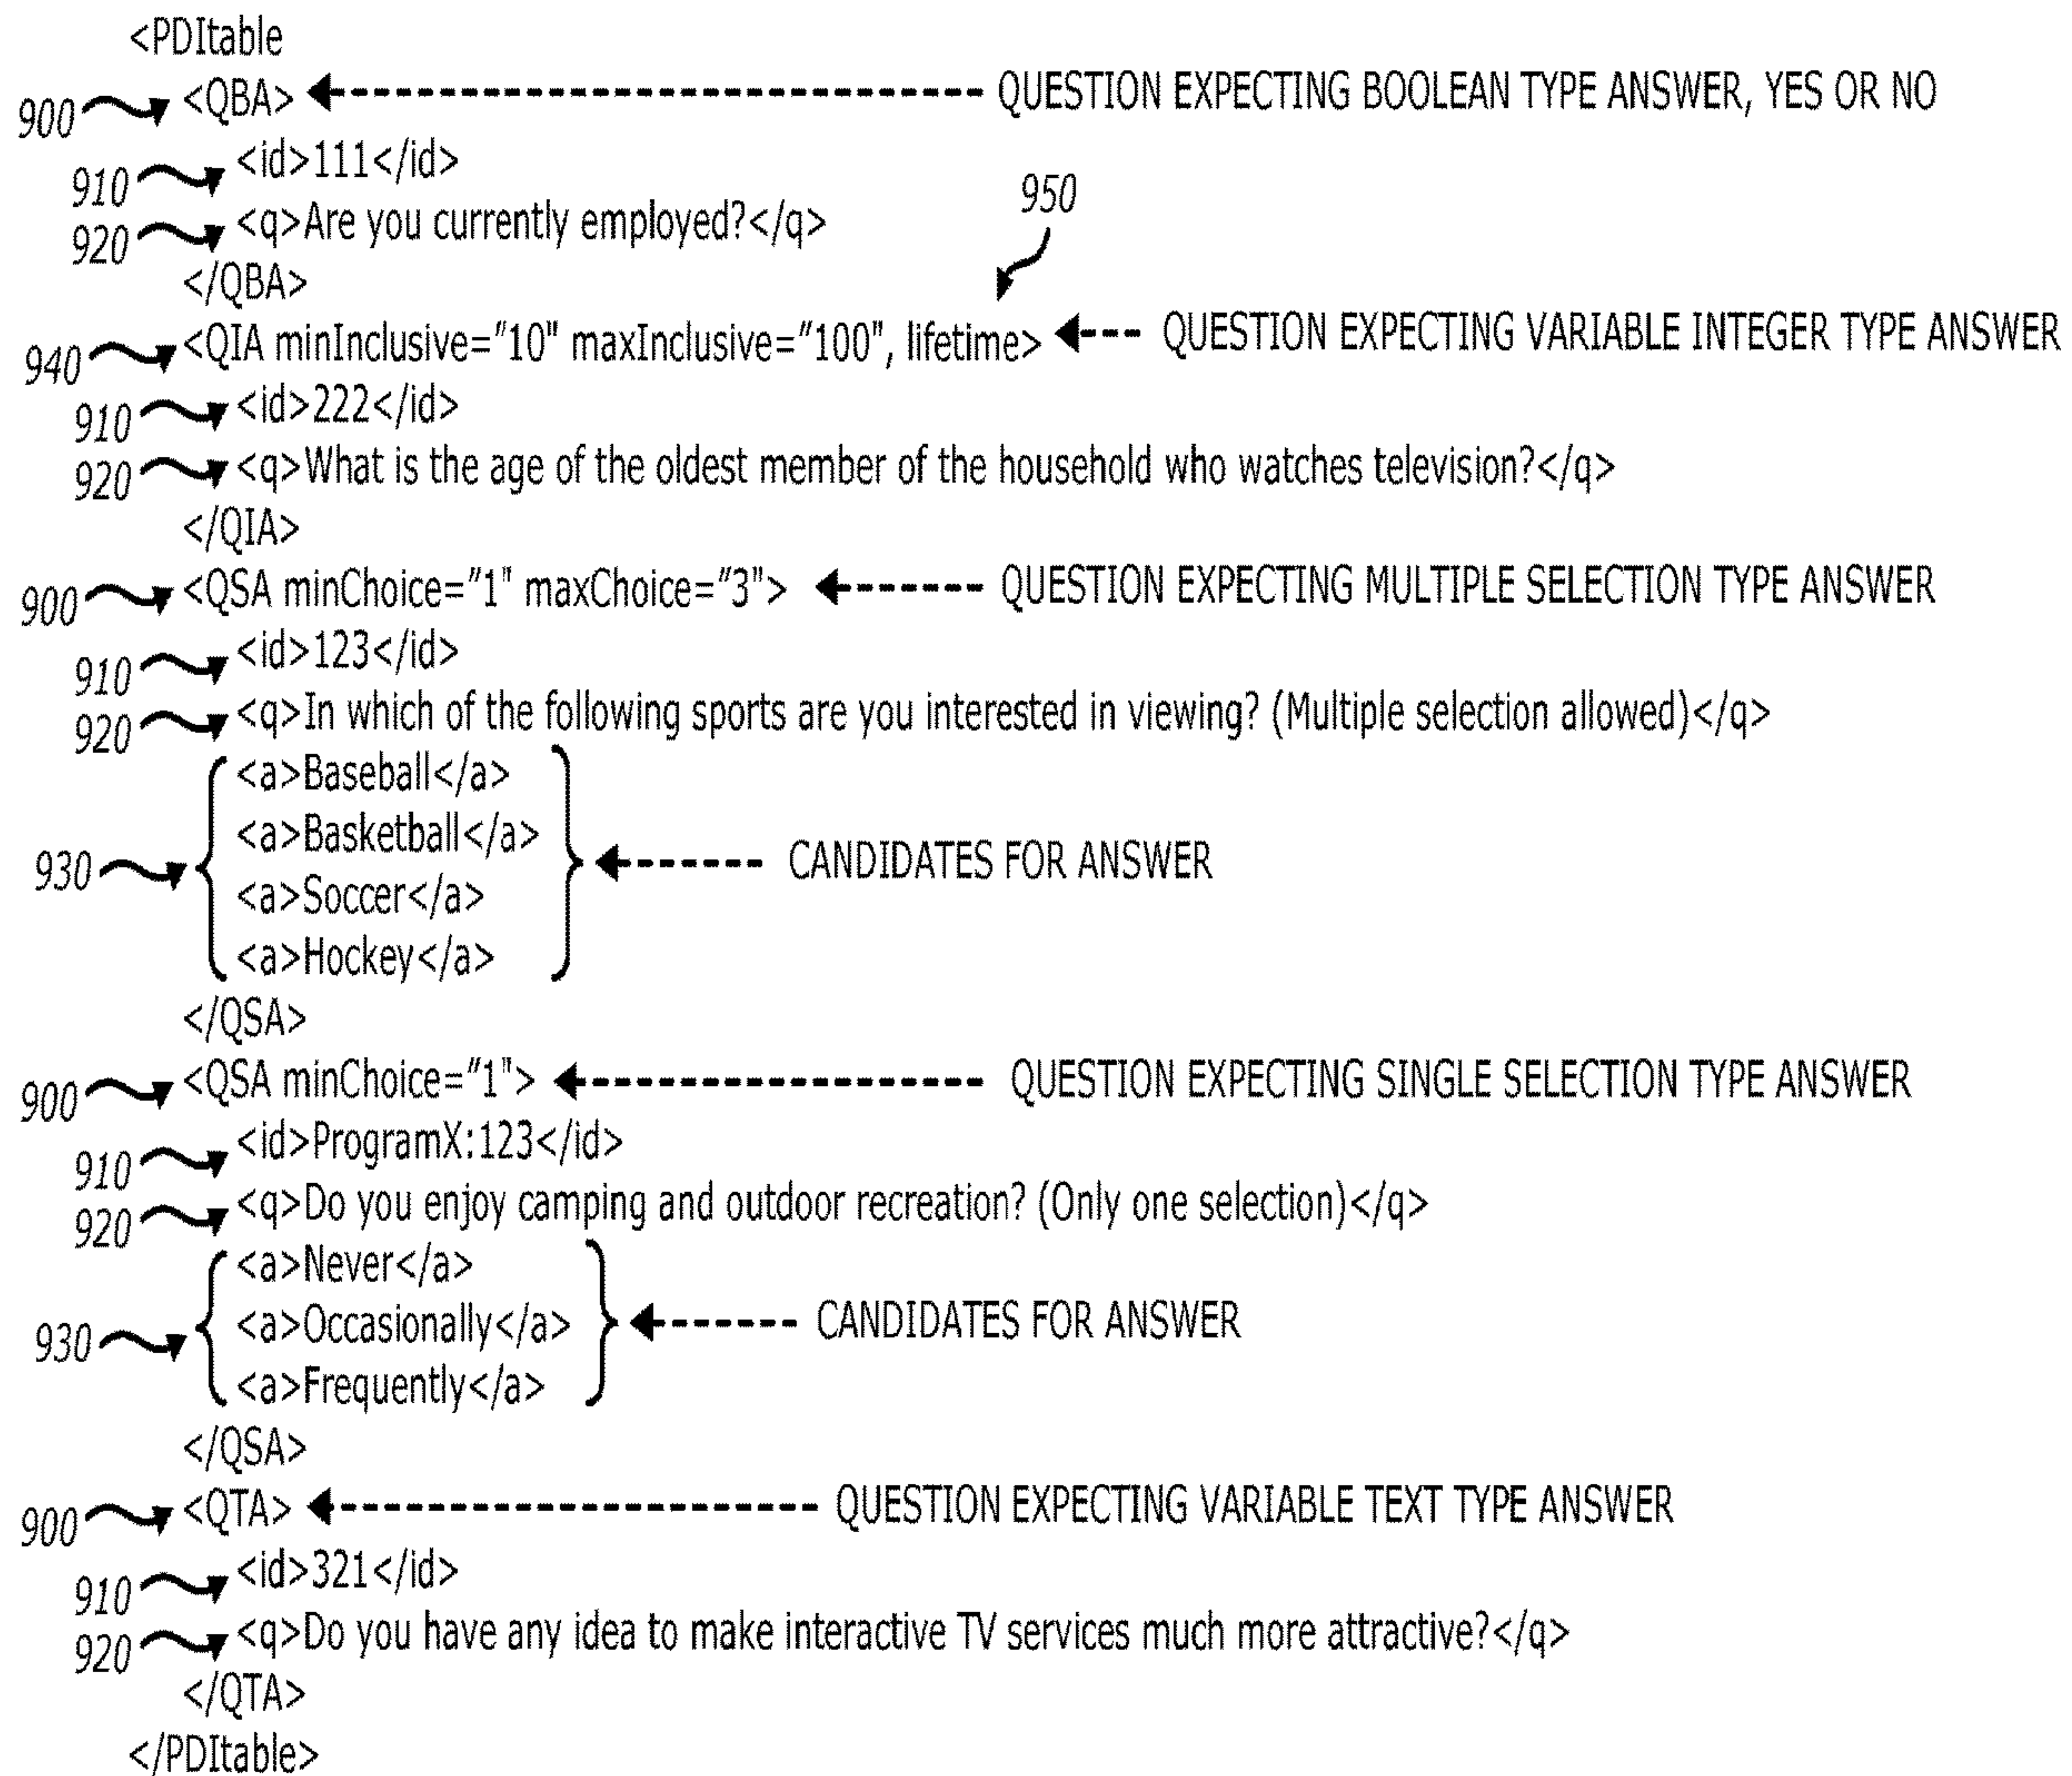 <PDItable
900 <QBA> QUESTION EXPECTING BOOLEAN TYPE ANSWER, YES OR NO
910 <id>111</id>
950
920 <q>Are you currently employed?</q>
</QBA>
940 <QIA minInclusive="10" maxInclusive="100", lifetime> QUESTION EXPECTING VARIABLE INTEGER TYPE ANSWER
910 <id>222</id>
920 <q>What is the age of the oldest member of the household who watches television?</q>
</QIA>
900 <QSA minChoice="1" maxChoice="3"> QUESTION EXPECTING MULTIPLE SELECTION TYPE ANSWER
910 <id>123</id>
920 <q>In which of the following sports are you interested in viewing? (Multiple selection allowed)</q>
<a>Baseball</a>
<a>Basketball</a>
930 CANDIDATES FOR ANSWER
<a>Soccer</a>
<a>Hockey</a>
</QSA>
900 <QSA minChoice="1"> QUESTION EXPECTING SINGLE SELECTION TYPE ANSWER
910 <id>ProgramX:123</id>
920 <q>Do you enjoy camping and outdoor recreation? (Only one selection)</q>
<a>Never</a>
930 <a>Occasionally</a> CANDIDATES FOR ANSWER
<a>Frequently</a>
</QSA>
900 <QTA> QUESTION EXPECTING VARIABLE TEXT TYPE ANSWER
910 <id>321</id>
920 <q>Do you have any idea to make interactive TV services much more attractive?</q>
</QTA>
</PDItable>